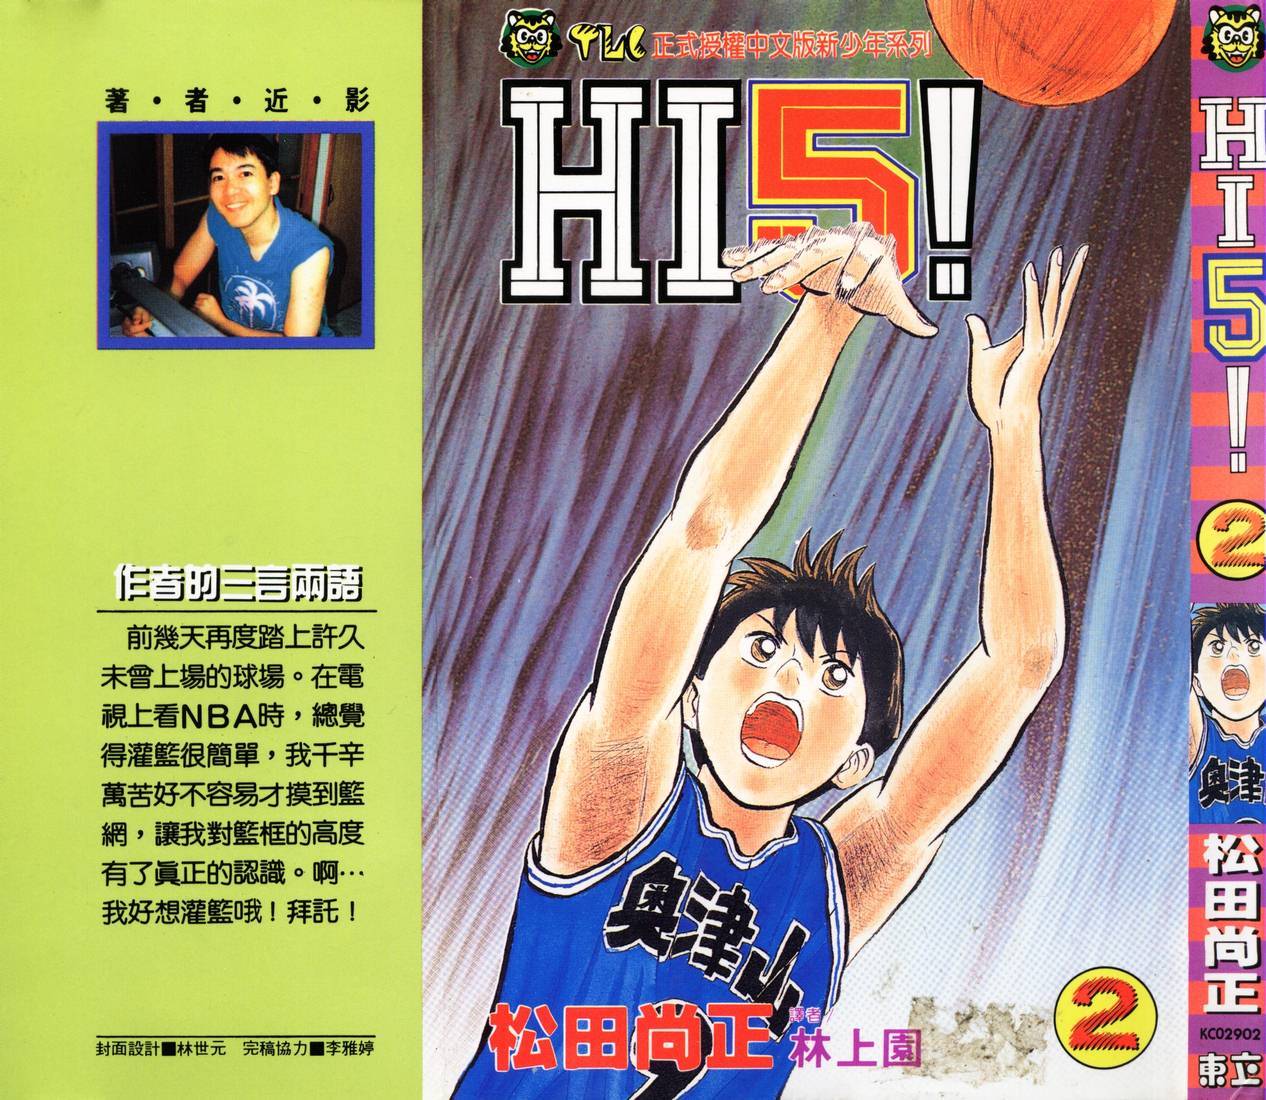 著・者・近・影
作者的三言兩語
前幾天再度踏上許久
未曾上場的球場。在電
視上看NBA時，總覺
得灌籃很簡單，我千辛
萬苦好不容易才摸到籃
網，讓我對籃框的高度
有了眞正的認識。啊…
我好想灌籃哦！拜託！
封面設計■林世元 完稿協力■李雅婷
TLC 正式授權中文版新少年系列
HI5!
奧津山
松田尚正
譯者
林上園
2
HI5!
2
奧津
松田尚正
KC02902
東立